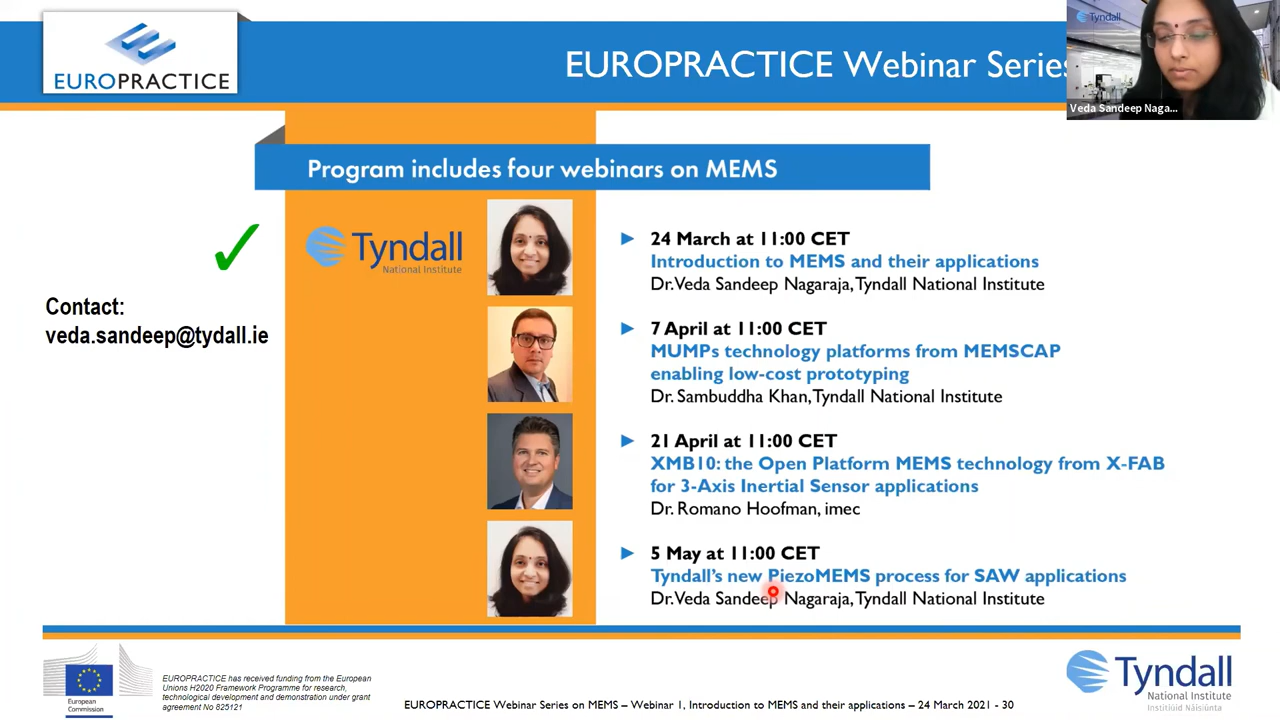 EUROPRACTICE
EUROPRACTICE Webinar Series
Tyndall
Veda Sandeep Naga...
Program includes four webinars on MEMS
Tyndall
National Institute
Contact:
veda.sandeep@tydall.ie
24 March at 11:00 CET
Introduction to MEMS and their applications
Dr. Veda Sandeep Nagaraja, Tyndall National Institute
7 April at 11:00 CET
MUMPs technology platforms from MEMSCAP
enabling low-cost prototyping
Dr. Sambuddha Khan, Tyndall National Institute
21 April at 11:00 CET
XMB10: the Open Platform MEMS technology from X-FAB
for 3-Axis Inertial Sensor applications
Dr. Romano Hoofman, imec
5 May at 11:00 CET
Tyndall's new PiezoMEMS process for SAW applications
Dr. Veda Sandeep Nagaraja, Tyndall National Institute
European
Commission
EUROPRACTICE has received funding from the European
Unions H2020 Framework Programme for research,
technological development and demonstration under grant
agreement No 825121
EUROPRACTICE Webinar Series on MEMS – Webinar 1, Introduction to MEMS and their applications – 24 March 2021 - 30
Tyndall
National Institute
Institiúid Náisiúnta